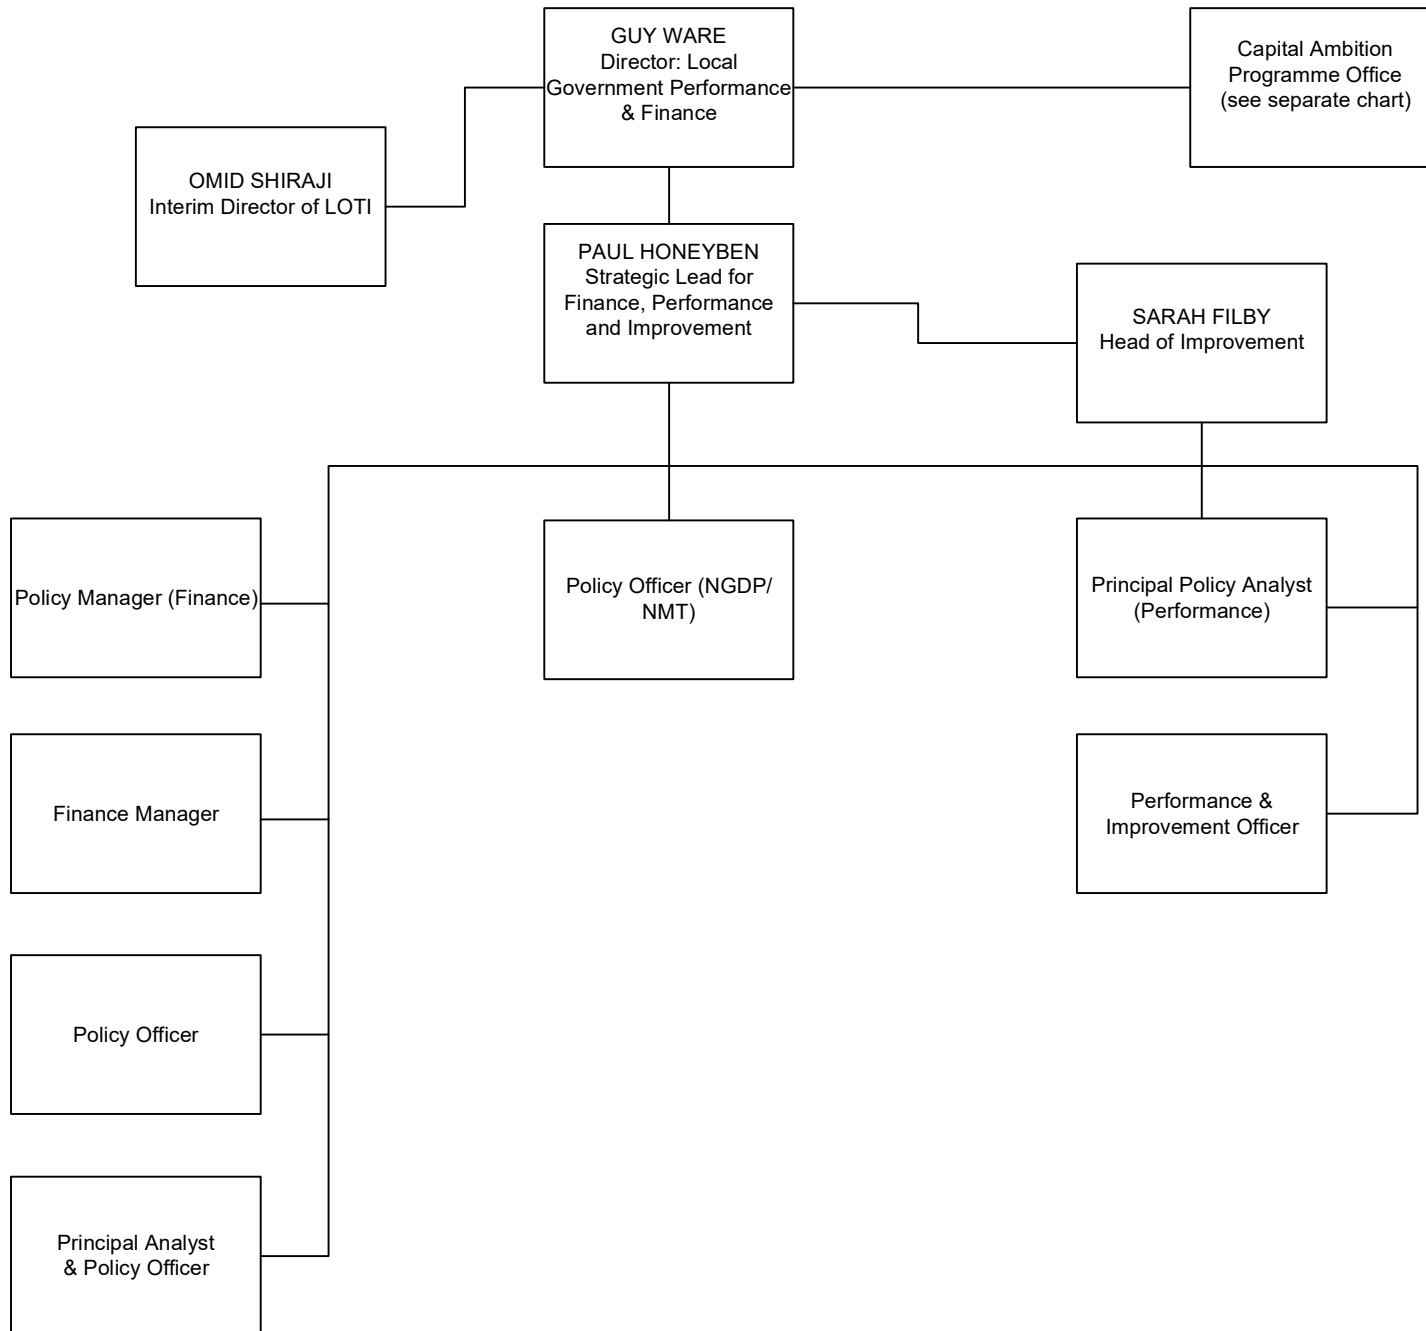 GUY WARE
Director: Local
Government Performance
& Finance
Capital Ambition
Programme Office
(see separate chart)
OMID SHIRAJI
Interim Director of LOTI
PAUL HONEYBEN
Strategic Lead for
Finance, Performance
and Improvement
SARAH FILBY
Head of Improvement
Policy Manager (Finance)
Policy Officer (NGDP/
NMT)
Principal Policy Analyst
(Performance)
Finance Manager
Performance &
Improvement Officer
Policy Officer
Principal Analyst
& Policy Officer